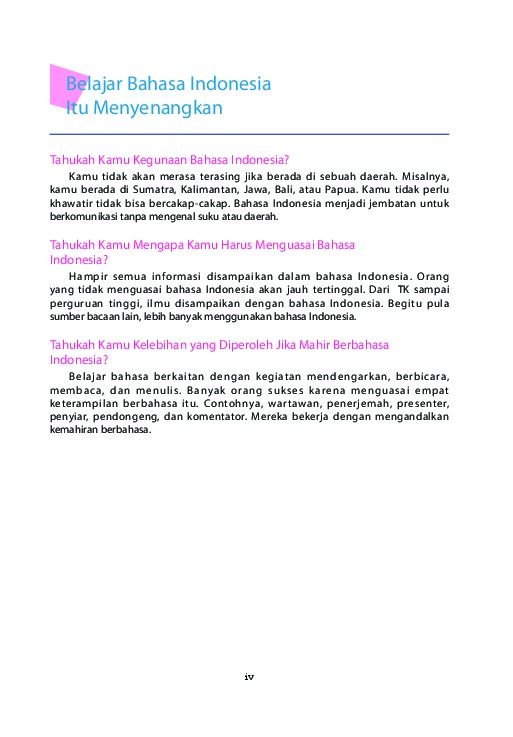 Belajar Bahasa Indonesia
Itu Menyenangkan
Tahukah Kamu Kegunaan Bahasa Indonesia?
Kamu tidak akan merasa terasing jika berada di sebuah daerah. Misalnya,
kamu berada di Sumatra, Kalimantan, Jawa, Bali, atau Papua. Kamu tidak perlu
khawatir tidak bisa bercakap-cakap. Bahasa Indonesia menjadi jembatan untuk
berkomunikasi tanpa mengenal suku atau daerah.
Tahukah Kamu Mengapa Kamu Harus Menguasai Bahasa
Indonesia?
Hampir semua informasi disampaikan dalam bahasa Indonesia. Orang
yang tidak menguasai bahasa Indonesia akan jauh tertinggal. Dari TK sampai
perguruan tinggi, ilmu disampaikan dengan bahasa Indonesia. Begitu pula
sumber bacaan lain, lebih banyak menggunakan bahasa Indonesia.
Tahukah Kamu Kelebihan yang Diperoleh Jika Mahir Berbahasa
Indonesia?
Belajar bahasa berkaitan dengan kegiatan mendengarkan, berbicara,
membaca, dan menulis. Banyak orang sukses karena menguasai empat
keterampilan berbahasa itu. Contohnya, wartawan, penerjemah, presenter,
penyiar, pendongeng, dan komentator. Mereka bekerja dengan mengandalkan
kemahiran berbahasa.
iv